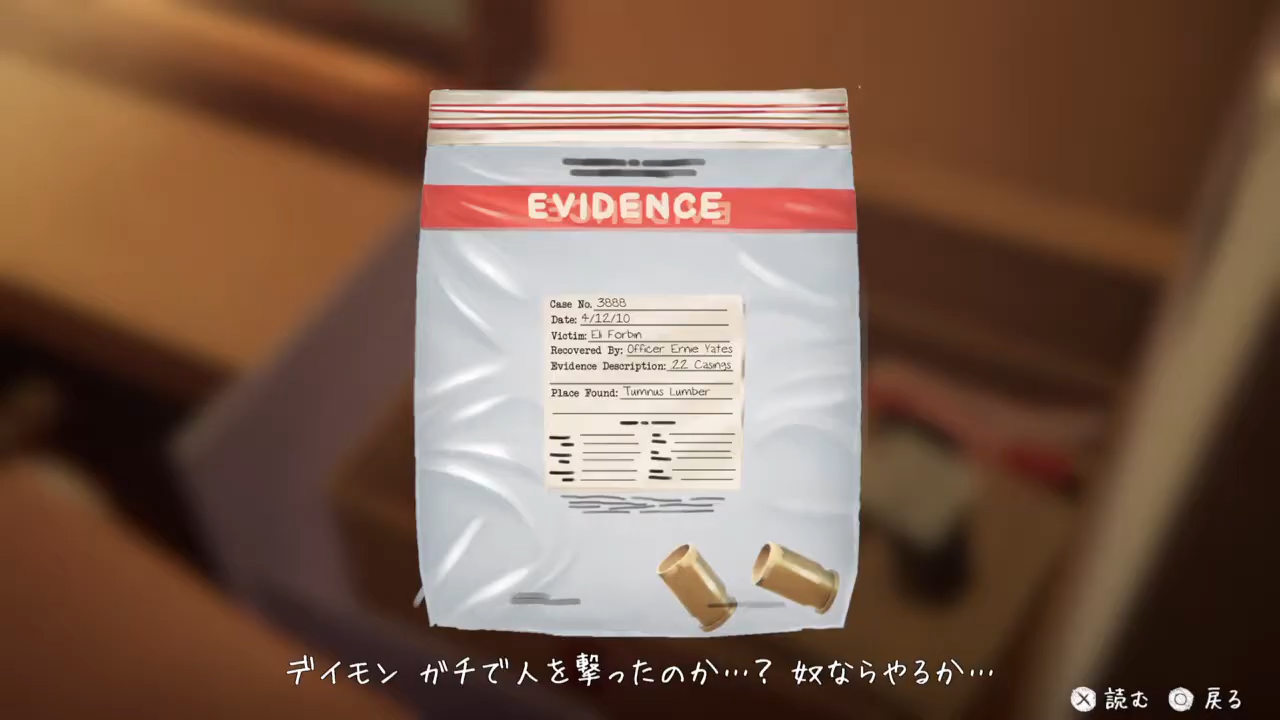 EVIDENCE
Case No. 3888
Date: 4/12/10
Victim: Eli Forbin
Recovered By: Officer Ernie Yates
Evidence Description: .22 Casings
Place Found: Tumnus Lumber
デイモン ガチで人を撃ったのか…? 奴ならやるか…
読む 戻る